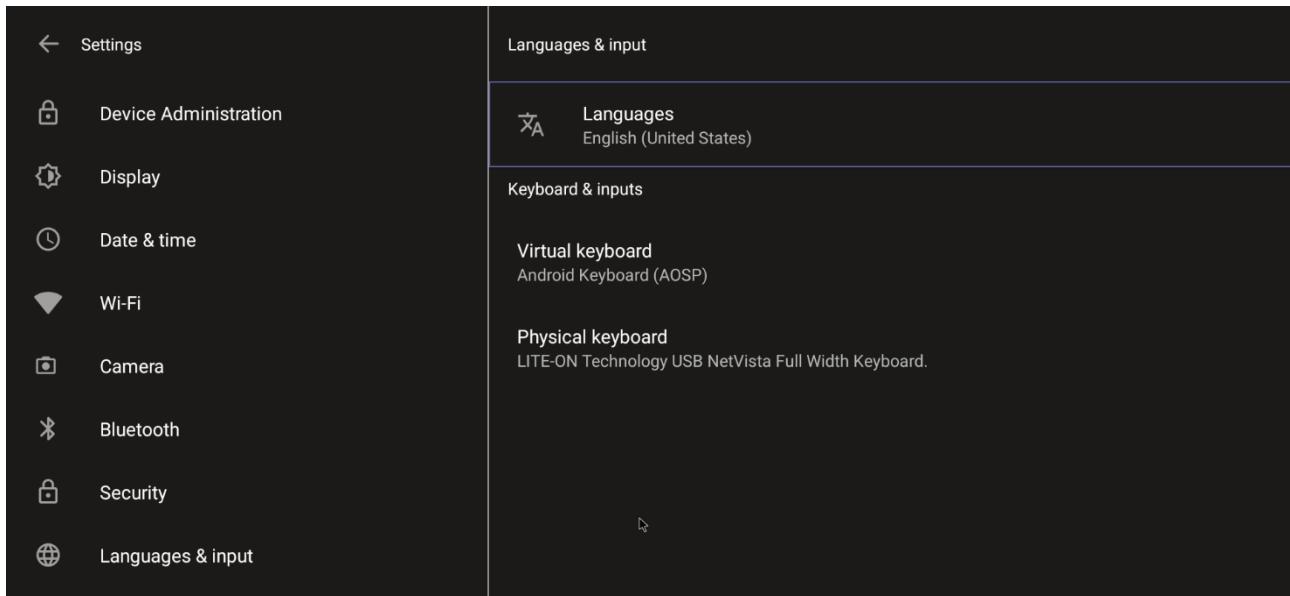 Settings
Device Administration
Display
Date & time
Wi-Fi
Camera
Bluetooth
Security
Languages & input
Languages & input
Languages
English (United States)
Keyboard & inputs
Virtual keyboard
Android Keyboard (AOSP)
Physical keyboard
LITE-ON Technology USB NetVista Full Width Keyboard.